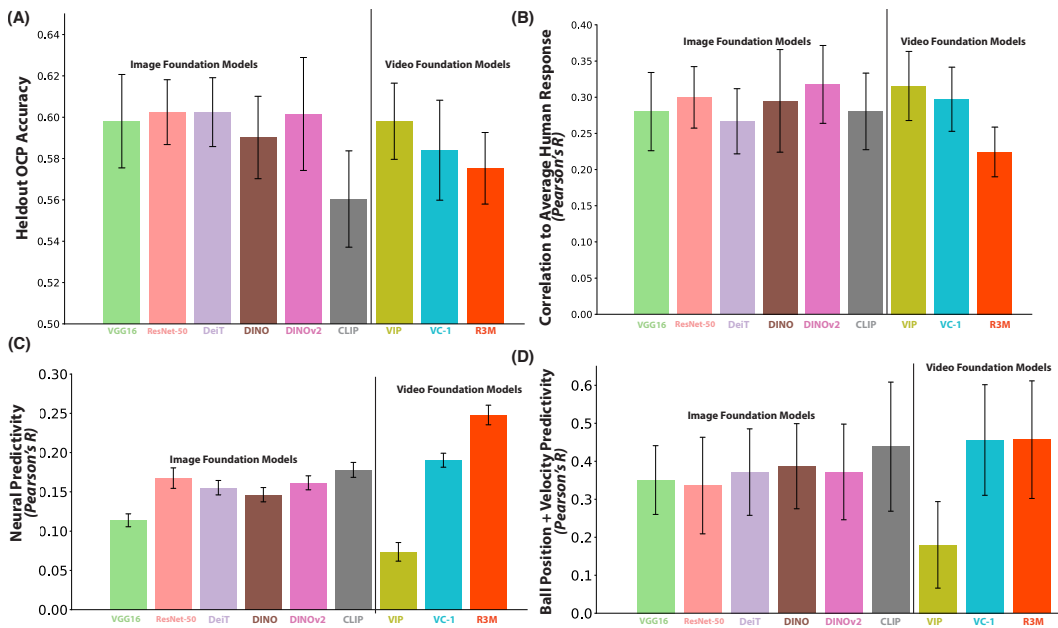 (A)
Heldout OCP Accuracy
0.64
0.62
0.60
0.58
0.56
0.54
0.52
0.50
Image Foundation Models
Video Foundation Models
VGG16 ResNet-50 DeiT DINO DINOv2 CLIP VIP VC-1 R3M
(B)
Correlation to Average Human Response
(Pearson's R)
0.40
0.35
0.30
0.25
0.20
0.15
0.10
0.05
0.00
Image Foundation Models
Video Foundation Models
VGG16 ResNet-50 DeiT DINO DINOv2 CLIP VIP VC-1 R3M
(C)
Neural Predictivity
(Pearson's R)
0.30
0.25
0.20
0.15
0.10
0.05
0.00
Image Foundation Models
Video Foundation Models
VGG16 ResNet-50 DeiT DINO DINOv2 CLIP VIP VC-1 R3M
(D)
Ball Position + Velocity Predictivity
(Pearson's R)
0.6
0.5
0.4
0.3
0.2
0.1
0.0
Image Foundation Models
Video Foundation Models
VGG16 ResNet-50 DeiT DINO DINOv2 CLIP VIP VC-1 R3M